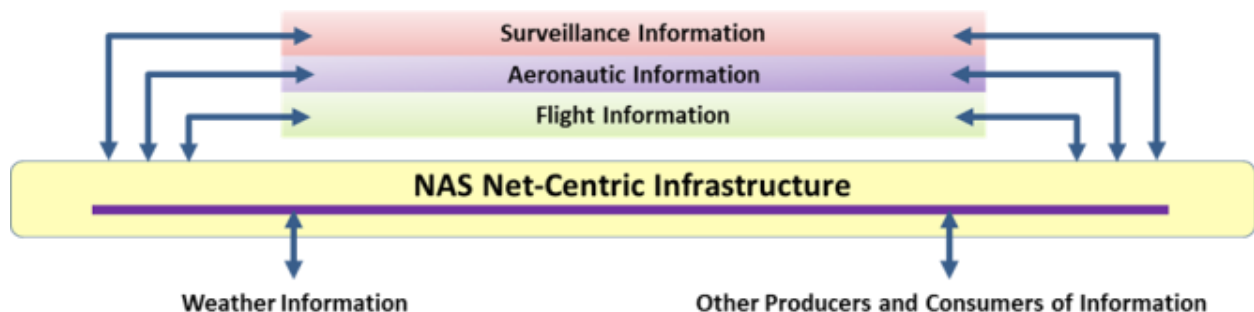 Surveillance Information
Aeronautic Information
Flight Information
NAS Net-Centric Infrastructure
Weather Information
Other Producers and Consumers of Information